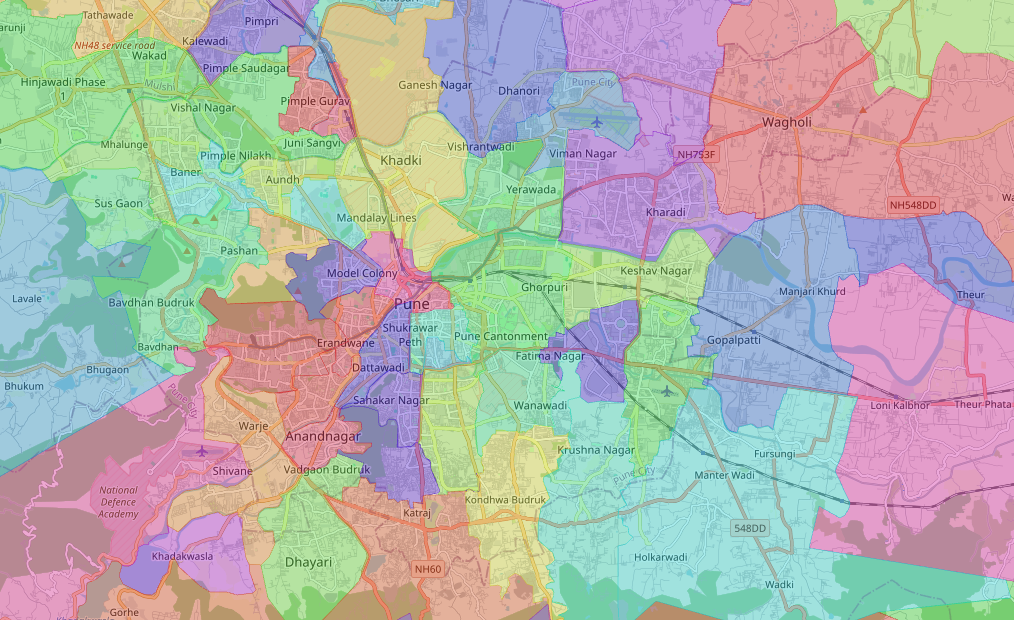 Bhosari
Tathawade
Pimpri
NH48 service road
Kalewadi
Wakad
Pimple Saudagar
Hinjawadi Phase
1
Mulshi
Ganesh Nagar
Pune City
Dhanori
Pimple Gurav
Vishal Nagar
Wagholi
Mhalunge
Juni Sangvi
Vishrantwadi
Pimple Nilakh
Khadki
Viman Nagar
NH753F
Baner
Aundh
Yerawada
Sus Gaon
Mandalay Lines
Kharadi
NH548DD
Pashan
Model Colony
Keshav Nagar
Ghorpuri
Manjari Khurd
Theur
Lavale
Bavdhan Budruk
Pune
Shukrawar
Peth
Pune Cantonment
Erandwane
Gopalpatti
Bavdhan
Fatima Nagar
Dattawadi
Bhugaon
Bhukum
Pune City
Sahakar Nagar
Wanawadi
Loni Kalbhor
Theur Phata
Warje
Anandnagar
Krushna Nagar
Fursungi
Shivane
Vadgaon Budruk
Pune City
Manter Wadi
National
Defence
Academy
Kondhwa Budruk
Katraj
548DD
Khadakwasla
Dhayari
NH60
Holkarwadi
Wadki
Gorhe